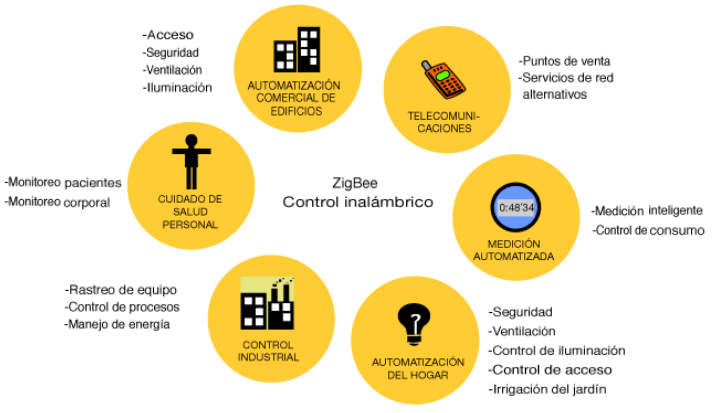 -Acceso
-Seguridad
-Ventilación
-Iluminación
AUTOMATIZACIÓN
COMERCIAL DE
EDIFICIOS
TELECOMUNI-
CACIONES
-Puntos de venta
-Servicios de red
alternativos
-Monitoreo pacientes
-Monitoreo corporal
CUIDADO DE
SALUD
PERSONAL
ZigBee
Control inalámbrico
0:48'34
MEDICIÓN
AUTOMATIZADA
-Medición inteligente
-Control de consumo
-Rastreo de equipo
-Control de procesos
-Manejo de energía
CONTROL
INDUSTRIAL
?
AUTOMATIZACIÓN
DEL HOGAR
-Seguridad
-Ventilación
-Control de iluminación
-Control de acceso
-Irrigación del jardín